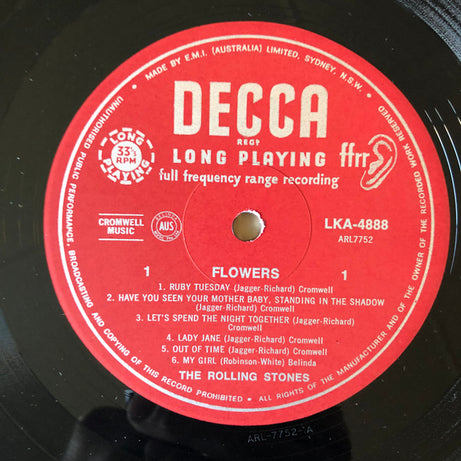 MADE BY E.M.I. (AUSTRALIA) LIMITED, SYDNEY, N.S.W. •
UNAUTHORISED PUBLIC PERFORMANCE, BROADCASTING AND COPYING OF THIS RECORD PROHIBITED • ALL RIGHTS OF THE MANUFACTURER AND OF THE OWNER OF THE RECORDED WORK RESERVED
DECCA
REGD
LONG PLAYING
ffrr
full frequency range recording
LONG
33⅓
RPM
PLAYING
CROMWELL
MUSIC
AUS
LKA-4888
ARL7752
1 FLOWERS 1
1. RUBY TUESDAY (Jagger-Richard) Cromwell
2. HAVE YOU SEEN YOUR MOTHER BABY, STANDING IN THE SHADOW
(Jagger-Richard) Cromwell
3. LET'S SPEND THE NIGHT TOGETHER (Jagger-Richard)
Cromwell
4. LADY JANE (Jagger-Richard) Cromwell
5. OUT OF TIME (Jagger-Richard) Cromwell
6. MY GIRL (Robinson-White) Belinda
THE ROLLING STONES